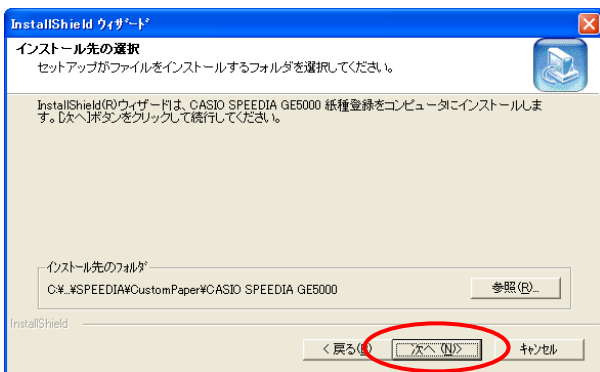 InstallShield ウィザード
インストール先の選択
セットアップがファイルをインストールするフォルダを選択してください。
InstallShield(R)ウィザードは、CASIO SPEEDIA GE5000 紙種登録をコンピュータにインストールしま
す。[次へ]ボタンをクリックして続行してください。
インストール先のフォルダ
C:¥..¥SPEEDIA¥CustomPaper¥CASIO SPEEDIA GE5000
参照(R)...
InstallShield
< 戻る(B)
次へ (N)>
キャンセル